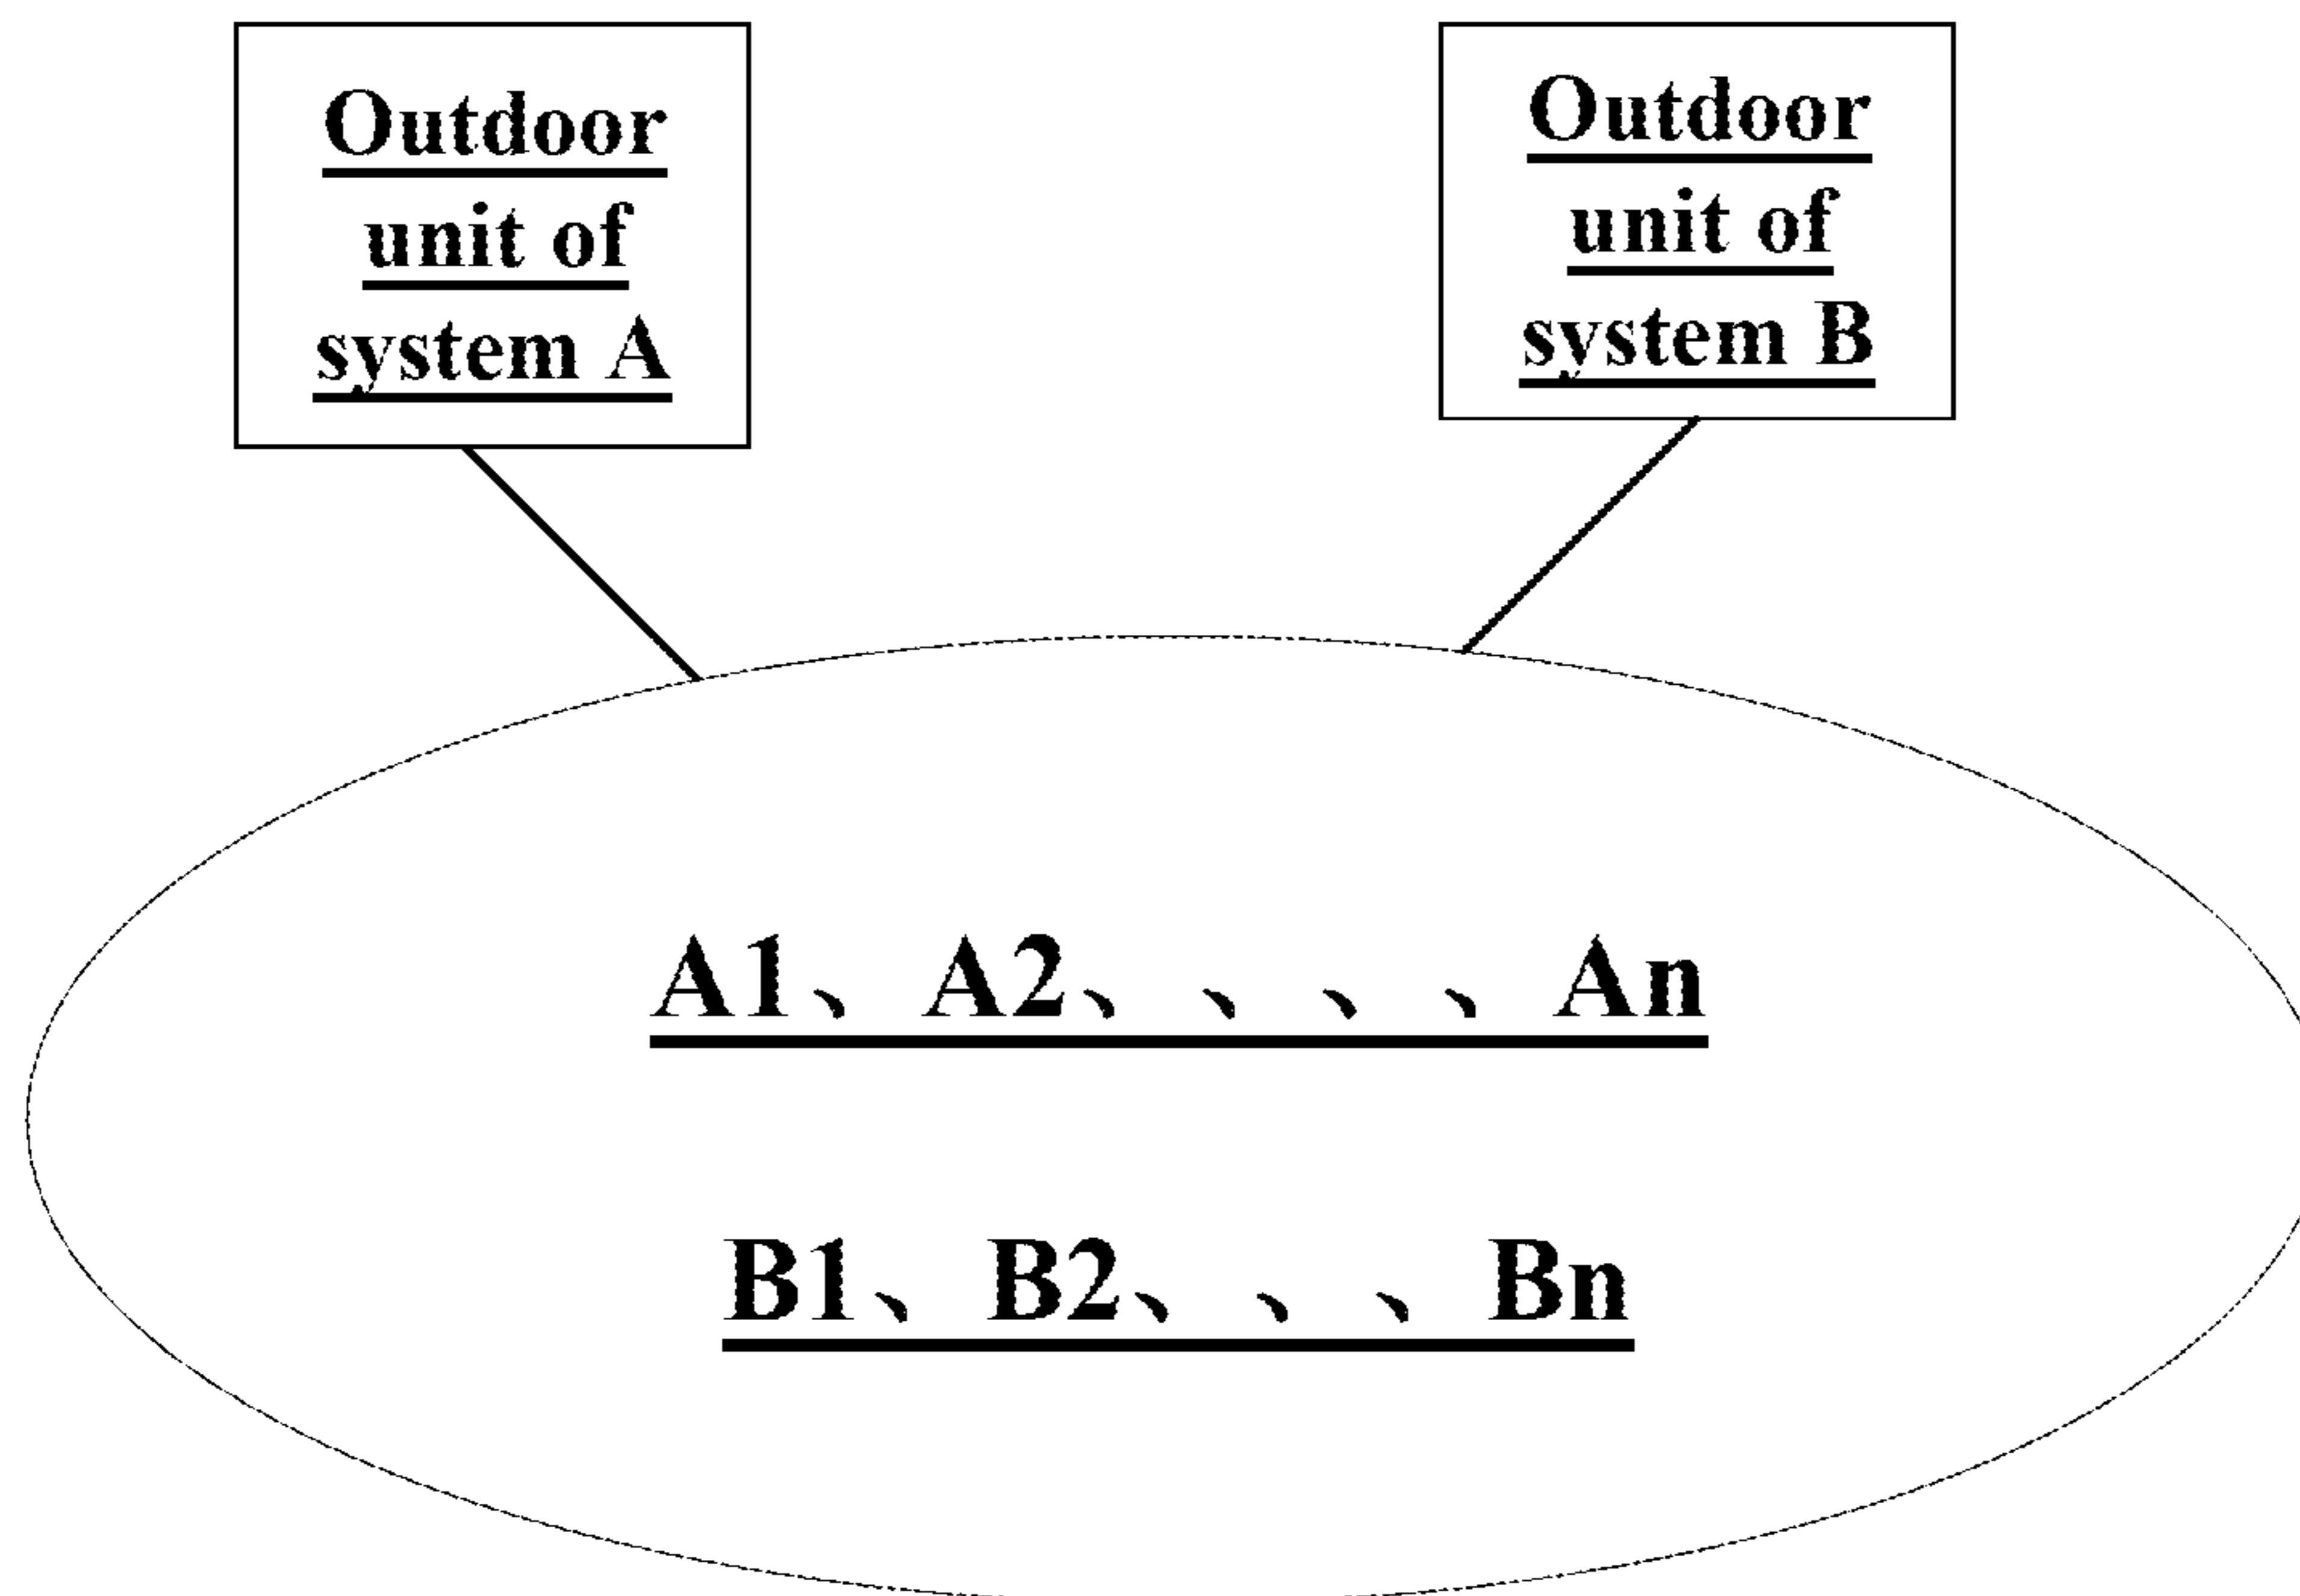 Outdoor
unit of
system A
Outdoor
unit of
system B
A1、A2、、、、An
B1、B2、、、Bn